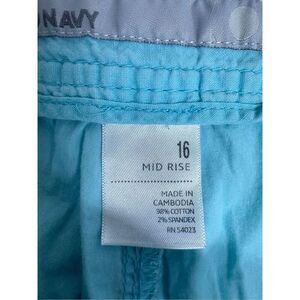 NAVY
16
MID RISE
MADE IN
CAMBODIA
98% COTTON
2% SPANDEX
RN 54023